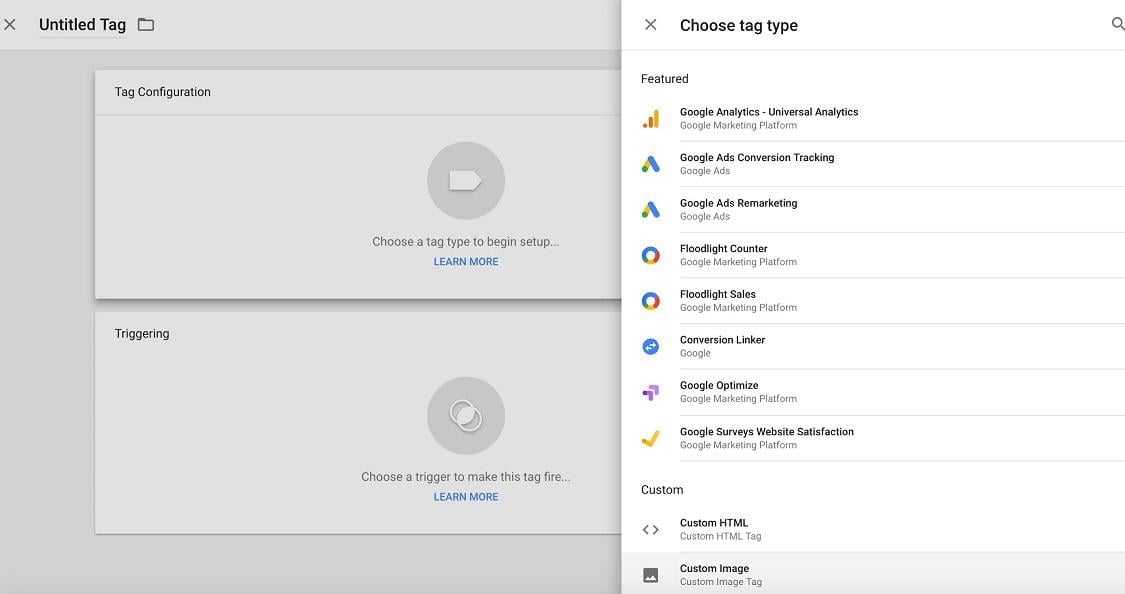 Untitled Tag
Tag Configuration
Choose a tag type to begin setup...
LEARN MORE
Triggering
Choose a trigger to make this tag fire...
LEARN MORE
Choose tag type
Featured
Google Analytics - Universal Analytics
Google Marketing Platform
Google Ads Conversion Tracking
Google Ads
Google Ads Remarketing
Google Ads
Floodlight Counter
Google Marketing Platform
Floodlight Sales
Google Marketing Platform
Conversion Linker
Google
Google Optimize
Google Marketing Platform
Google Surveys Website Satisfaction
Google Marketing Platform
Custom
Custom HTML
Custom HTML Tag
Custom Image
Custom Image Tag